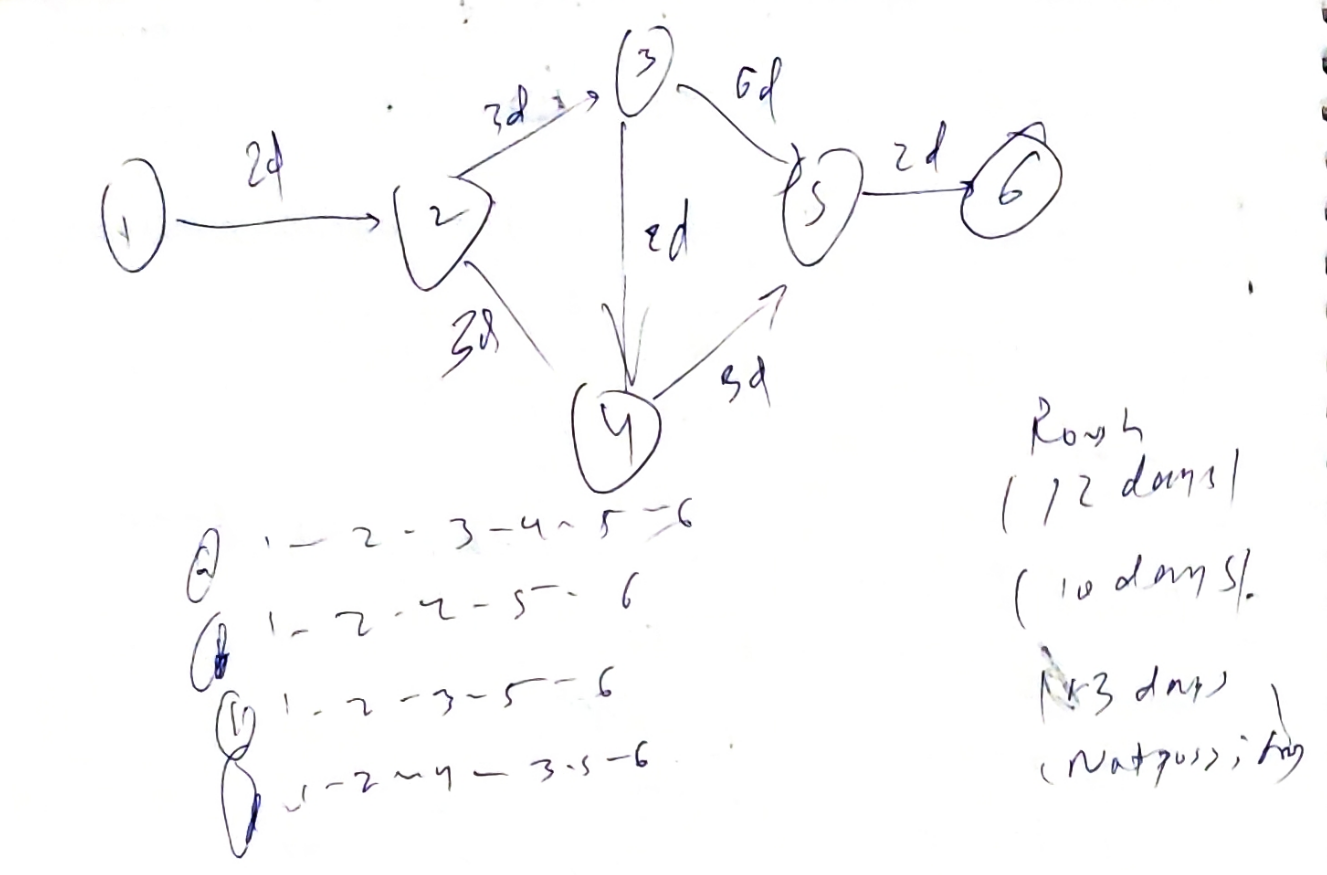 3
6d
3d
2d
1
2
5
2d
6
2d
3d
3d
4
Rough
(12 days)
a 1 - 2 - 3 - 4 - 5 - 6
(10 days).
1 - 2 - 4 - 5 - 6
1 - 2 - 3 - 5 - 6
13 days
1 - 2 - 4 - 3 - 5 - 6